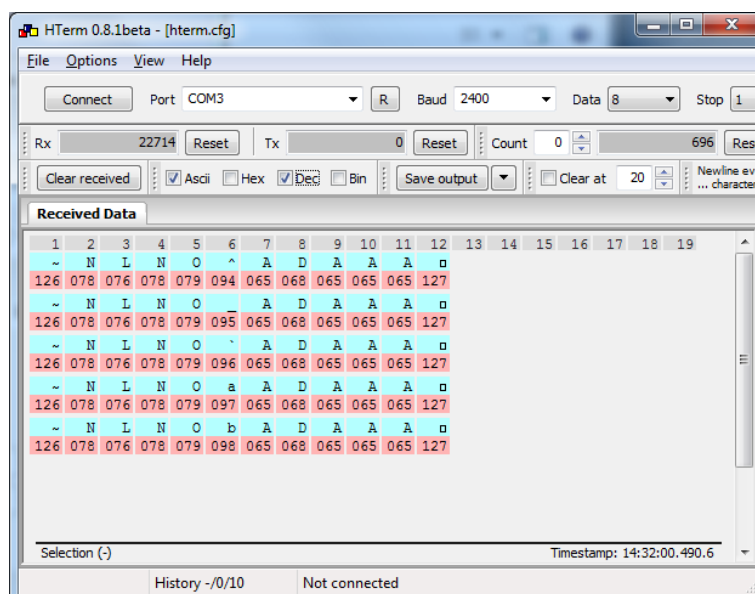 HTerm 0.8.1beta - [hterm.cfg]
File Options View Help
Connect Port COM3 R Baud 2400 Data 8 Stop 1
Rx 22714 Reset Tx 0 Reset Count 0 696 Res
Clear received Ascii Hex Dec Bin Save output Clear at 20 Newline ev
... character
Received Data
1 2 3 4 5 6 7 8 9 10 11 12 13 14 15 16 17 18 19
~ N L N O ^ A D A A A □
126 078 076 078 079 094 065 068 065 065 065 127
~ N L N O _ A D A A A □
126 078 076 078 079 095 065 068 065 065 065 127
~ N L N O ` A D A A A □
126 078 076 078 079 096 065 068 065 065 065 127
~ N L N O a A D A A A □
126 078 076 078 079 097 065 068 065 065 065 127
~ N L N O b A D A A A □
126 078 076 078 079 098 065 068 065 065 065 127
Selection (-) Timestamp: 14:32:00.490.6
History -/0/10 Not connected